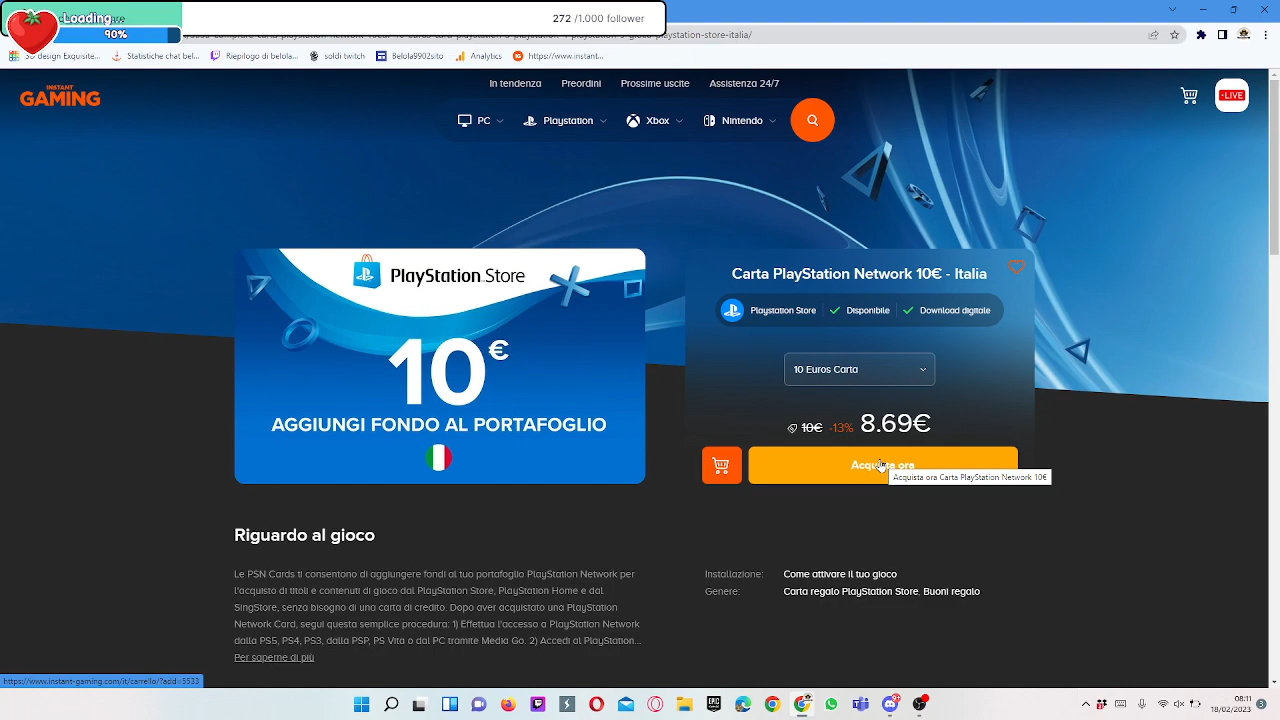 Loading...
90%
272 /1.000 follower
3D design Exquisite...
Statistiche chat bel...
Riepilogo di belola...
soldi twitch
Belola9902sito
Analytics
https://www.instant...
INSTANT
GAMING
In tendenza
Preordini
Prossime uscite
Assistenza 24/7
LIVE
PC
Playstation
Xbox
Nintendo
PlayStation.Store
10€
AGGIUNGI FONDO AL PORTAFOGLIO
Carta PlayStation Network 10€ - Italia
Playstation Store
Disponibile
Download digitale
10 Euros Carta
10€ -13% 8.69€
Acquista ora
Acquista ora Carta PlayStation Network 10€
Riguardo al gioco
Le PSN Cards ti consentono di aggiungere fondi al tuo portafoglio PlayStation Network per
l'acquisto di titoli e contenuti di gioco dal PlayStation Store, PlayStation Home e dal
SingStore, senza bisogno di una carta di credito. Dopo aver acquistato una PlayStation
Network Card, segui questa semplice procedura: 1) Effettua l'accesso a PlayStation Network
dalla PS5, PS4, PS3, dalla PSP, PS Vita o dal PC tramite Media Go. 2) Accedi al PlayStation...
Per saperne di più
Installazione: Come attivare il tuo gioco
Genere: Carta regalo PlayStation Store, Buoni regalo
https://www.instant-gaming.com/it/carrello/?add=5533
EPIC
08:11
18/02/2023